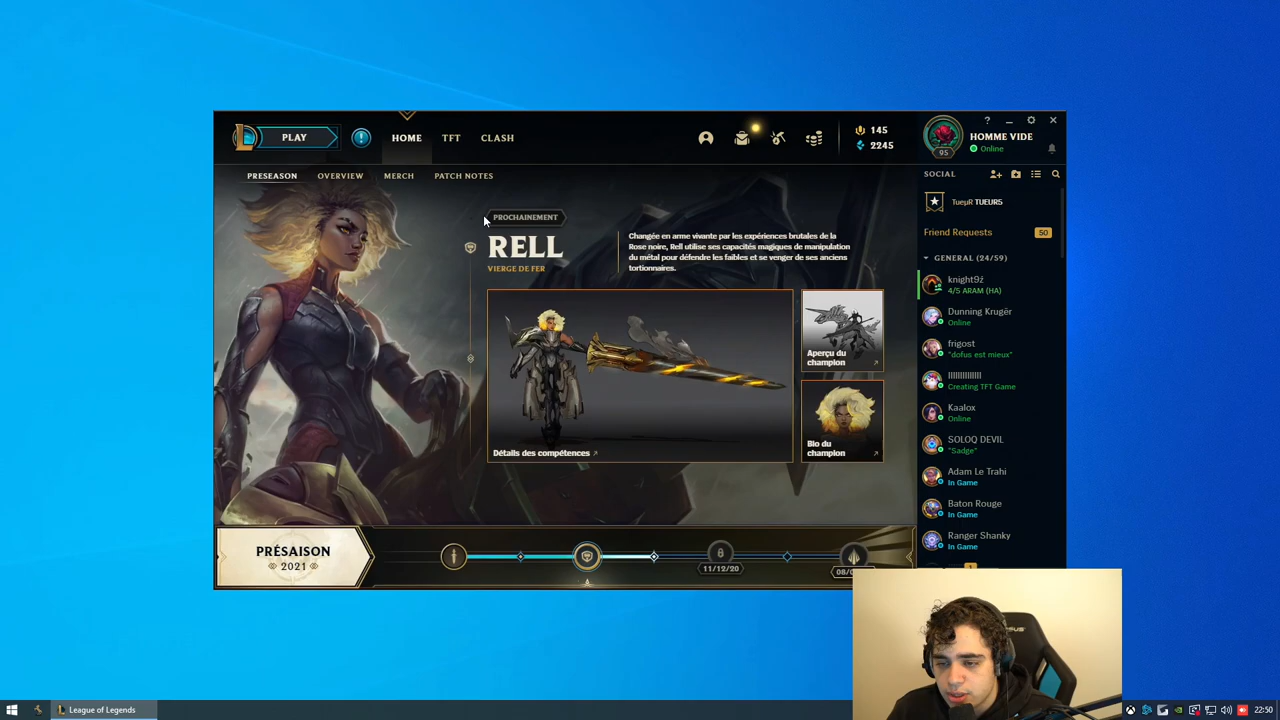 PLAY
HOME
TFT
CLASH
145
2245
95
HOMME VIDE
Online
PRESEASON
OVERVIEW
MERCH
PATCH NOTES
SOCIAL
TueμR TUEURS
Friend Requests
50
GENERAL (24/59)
PROCHAINEMENT
RELL
VIERGE DE FER
Changée en arme vivante par les expériences brutales de la
Rose noire, Rell utilise ses capacités magiques de manipulation
du métal pour défendre les faibles et se venger de ses anciens
tortionnaires.
Détails des compétences
Aperçu du
champion
Bio du
champion
knight9ź
4/5 ARAM (HA)
Dunning Krugêr
Online
frigost
"dofus est mieux"
Creating TFT Game
Kaalox
Online
SOLOQ DEVIL
"Sadge"
Adam Le Trahi
In Game
Baton Rouge
In Game
Ranger Shanky
In Game
1
PRÉSAISON
2021
11/12/20
League of Legends
22:50